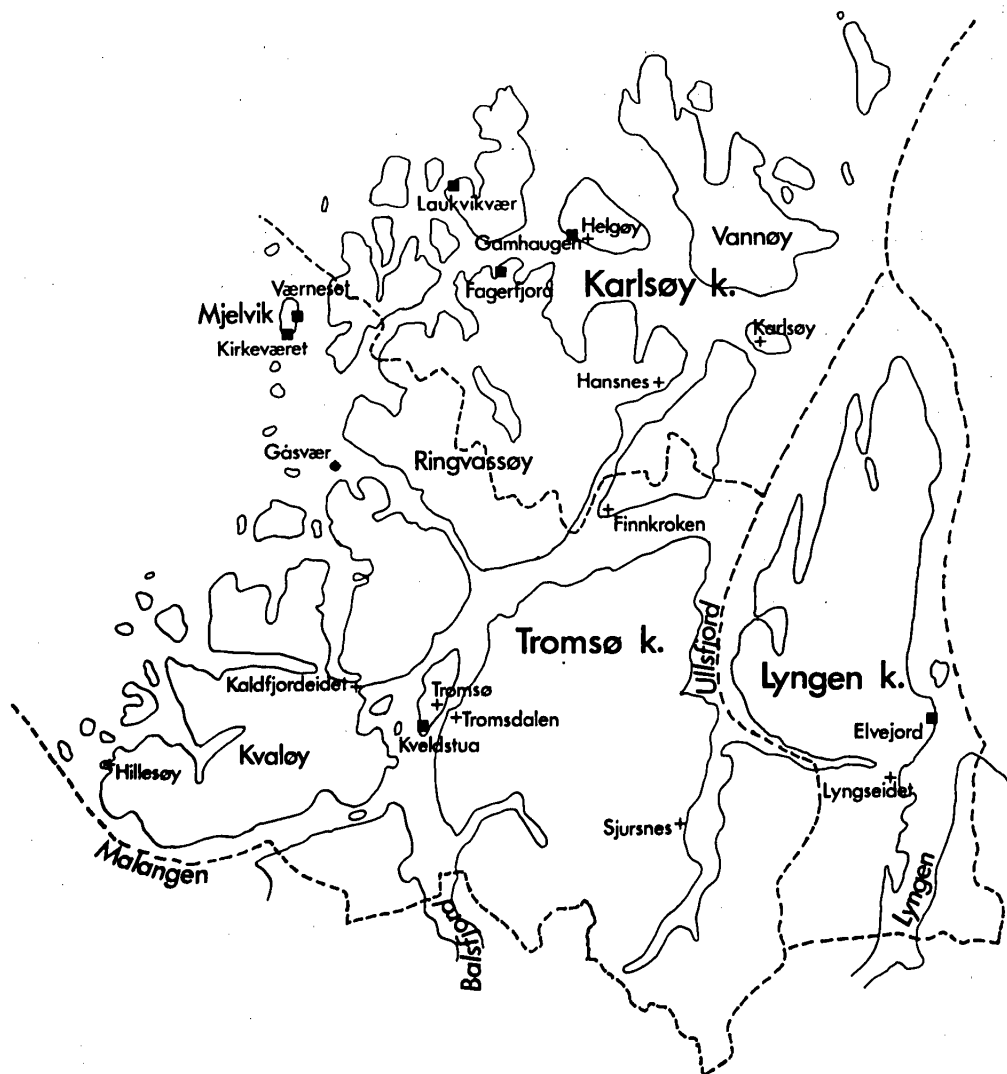 Laukvikvær
Helgøy
Gamhaugen
Vannøy
Fagerfjord
Karlsøy k.
Værneset
Mjelvik
Kirkeværet
Karlsøy
Hansnes
Gåsvær
Ringvassøy
Finnkroken
Ullsfjord
Tromsø k.
Lyngen k.
Kaldfjordeidet
Tromsø
Tromsdalen
Kveldstua
Elvejord
Kvaløy
Hillesøy
Lyngseidet
Sjursnes
Malangen
Balsfjord
Lyngen